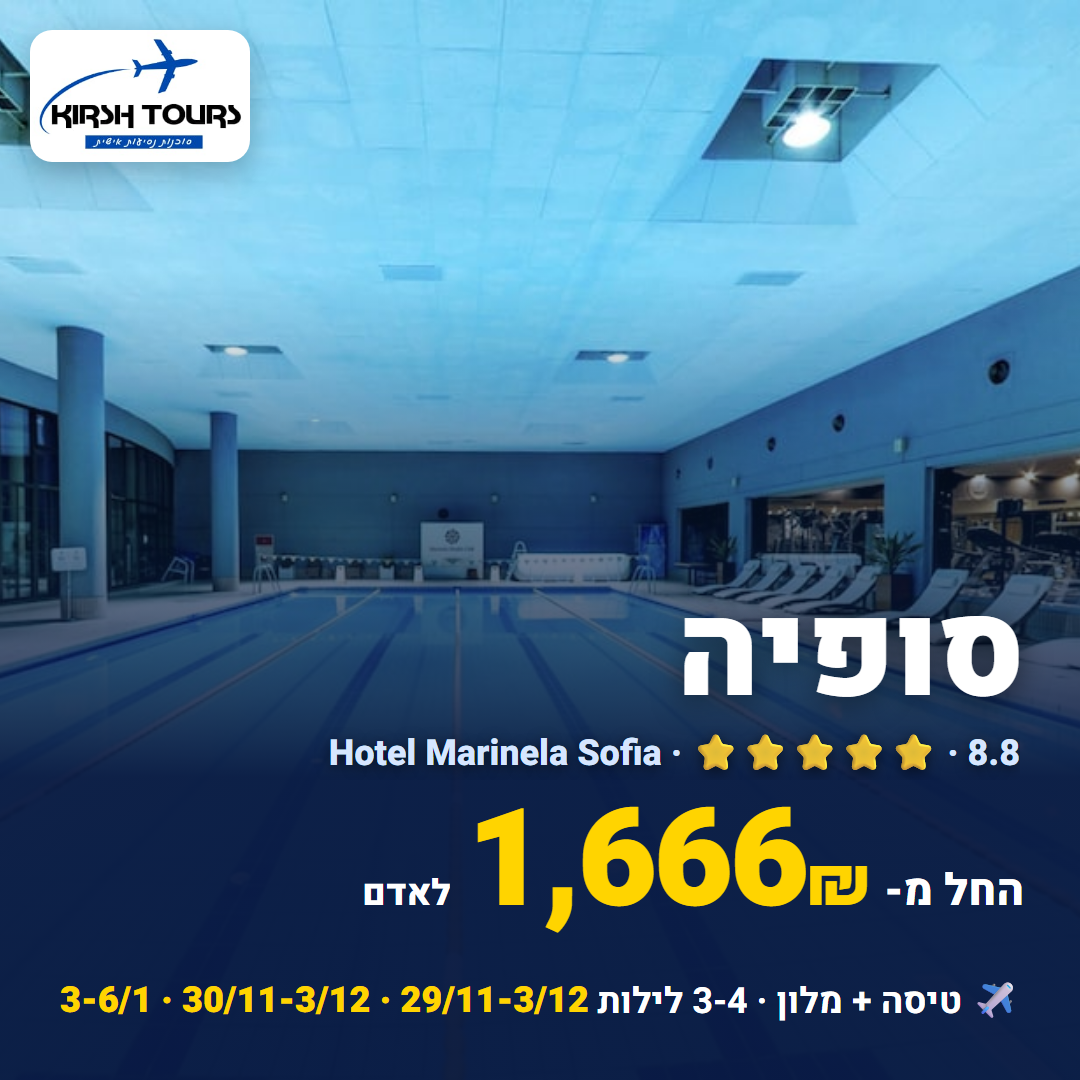 KIRSH TOURS
סוכנות נסיעות אישית
סופיה
Hotel Marinela Sofia · ⭐⭐⭐⭐⭐ · 8.8
החל מ- ₪1,666 לאדם
✈️ טיסה + מלון · 3-4 לילות 29/11-3/12 · 30/11-3/12 · 3-6/1